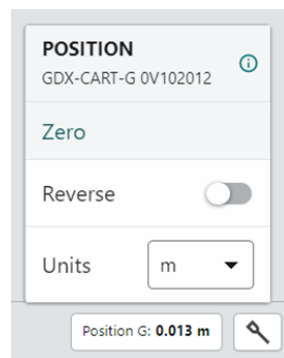 POSITION
GDX-CART-G 0V102012
Zero
Reverse
Units m
Position G: 0.013 m